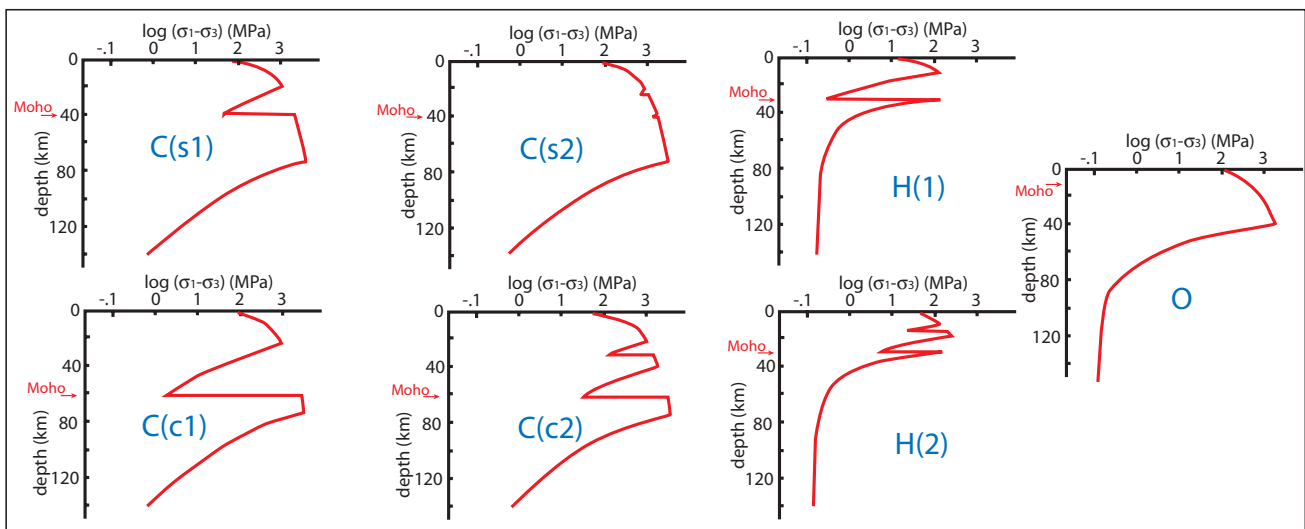 log (σ1-σ3) (MPa)
-.1 0 1 2 3
0
40
80
120
depth (km)
Moho
C(s1)
log (σ1-σ3) (MPa)
-.1 0 1 2 3
0
40
80
120
depth (km)
Moho
C(s2)
log (σ1-σ3) (MPa)
-.1 0 1 2 3
0
40
80
120
depth (km)
Moho
H(1)
log (σ1-σ3) (MPa)
-.1 0 1 2 3
0
40
80
120
depth (km)
Moho
O
log (σ1-σ3) (MPa)
-.1 0 1 2 3
0
40
80
120
depth (km)
Moho
C(c1)
log (σ1-σ3) (MPa)
-.1 0 1 2 3
0
40
80
120
depth (km)
Moho
C(c2)
log (σ1-σ3) (MPa)
-.1 0 1 2 3
0
40
80
120
depth (km)
Moho
H(2)